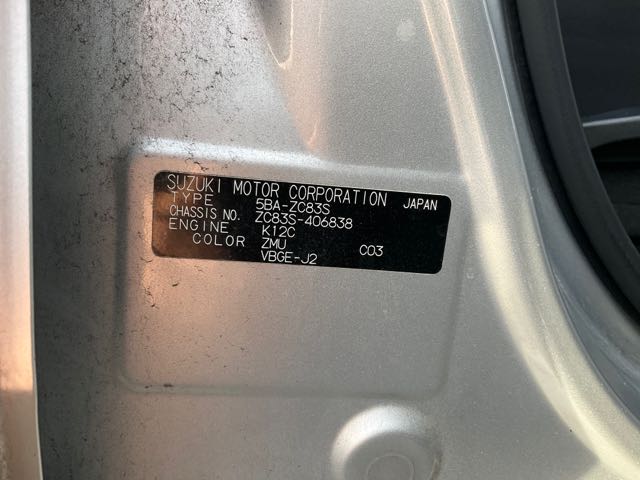 SUZUKI MOTOR CORPORATION JAPAN
TYPE 5BA-ZC83S
CHASSIS NO. ZC83S-406838
ENGINE K12C
COLOR ZMU C03
VBGE-J2